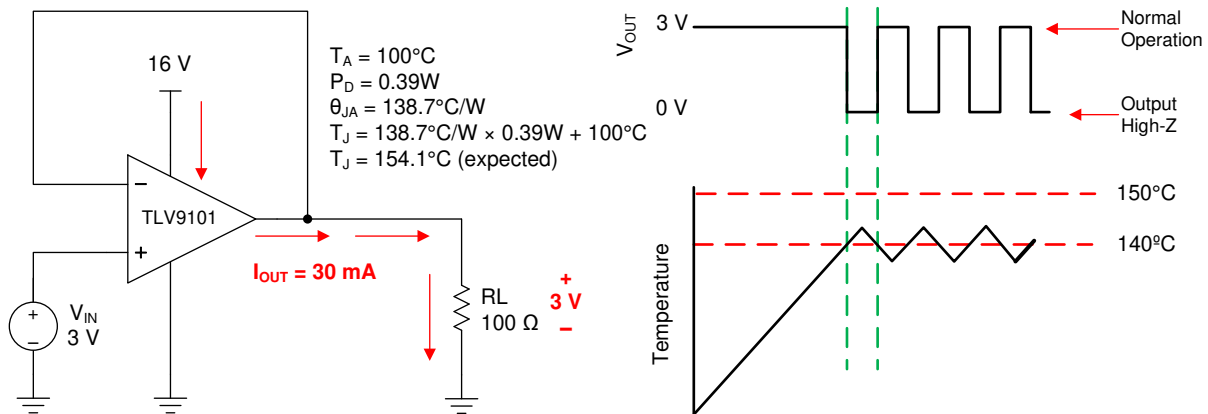 16 V
T_A = 100°C
P_D = 0.39W
θ_JA = 138.7°C/W
T_J = 138.7°C/W × 0.39W + 100°C
T_J = 154.1°C (expected)
−
TLV9101
+
I_OUT = 30 mA
+
−
V_IN
3 V
RL
100 Ω
+
3 V
−
V_OUT
3 V
0 V
Normal
Operation
Output
High-Z
Temperature
150°C
140ºC